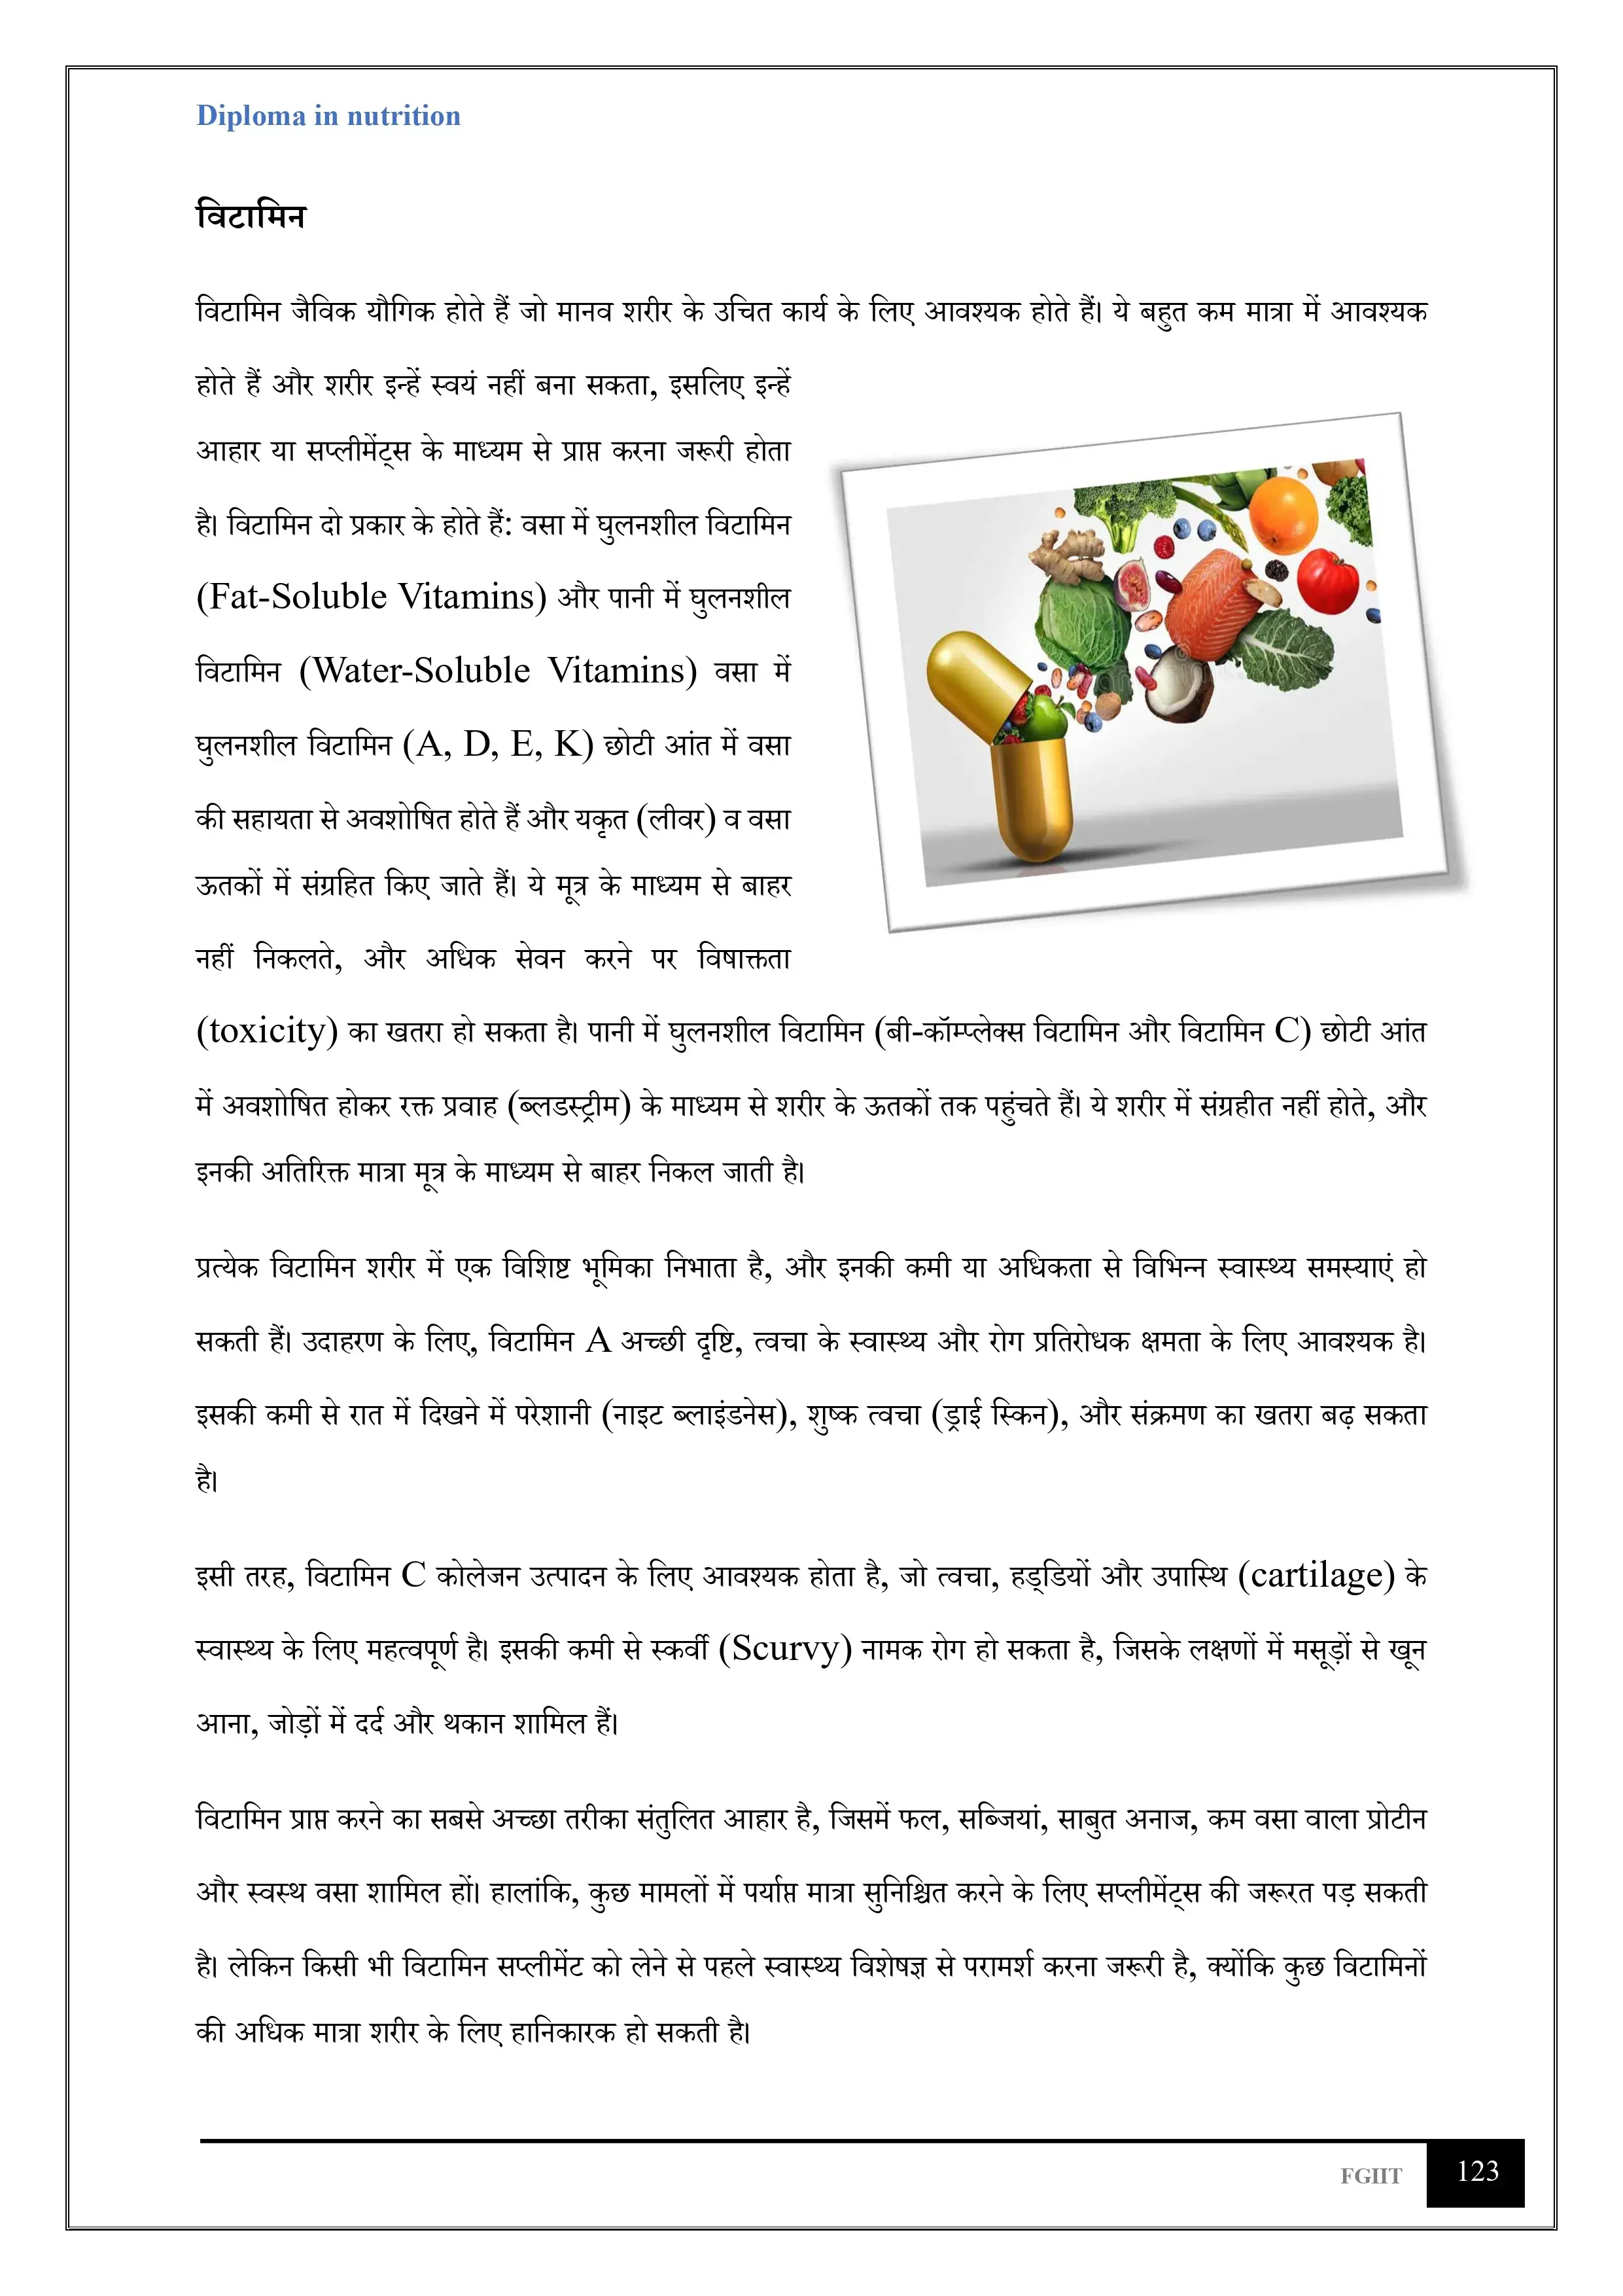 Diploma in nutrition
विटामिन
विटामिन जैविक यौगिक होते हैं जो मानव शरीर के उचित कार्य के लिए आवश्यक होते हैं। ये बहुत कम मात्रा में आवश्यक
होते हैं और शरीर इन्हें स्वयं नहीं बना सकता, इसलिए इन्हें
आहार या सप्लीमेंट्स के माध्यम से प्राप्त करना जरूरी होता
है। विटामिन दो प्रकार के होते हैं: वसा में घुलनशील विटामिन
(Fat-Soluble Vitamins) और पानी में घुलनशील
विटामिन (Water-Soluble Vitamins) वसा में
घुलनशील विटामिन (A, D, E, K) छोटी आंत में वसा
की सहायता से अवशोषित होते हैं और यकृत (लीवर) व वसा
ऊतकों में संग्रहित किए जाते हैं। ये मूत्र के माध्यम से बाहर
नहीं निकलते, और अधिक सेवन करने पर विषाक्तता
(toxicity) का खतरा हो सकता है। पानी में घुलनशील विटामिन (बी-कॉम्प्लेक्स विटामिन और विटामिन C) छोटी आंत
में अवशोषित होकर रक्त प्रवाह (ब्लडस्ट्रीम) के माध्यम से शरीर के ऊतकों तक पहुंचते हैं। ये शरीर में संग्रहीत नहीं होते, और
इनकी अतिरिक्त मात्रा मूत्र के माध्यम से बाहर निकल जाती है।
प्रत्येक विटामिन शरीर में एक विशिष्ट भूमिका निभाता है, और इनकी कमी या अधिकता से विभिन्न स्वास्थ्य समस्याएं हो
सकती हैं। उदाहरण के लिए, विटामिन A अच्छी दृष्टि, त्वचा के स्वास्थ्य और रोग प्रतिरोधक क्षमता के लिए आवश्यक है।
इसकी कमी से रात में दिखने में परेशानी (नाइट ब्लाइंडनेस), शुष्क त्वचा (ड्राई स्किन), और संक्रमण का खतरा बढ़ सकता
है।
इसी तरह, विटामिन C कोलेजन उत्पादन के लिए आवश्यक होता है, जो त्वचा, हड्डियों और उपास्थि (cartilage) के
स्वास्थ्य के लिए महत्वपूर्ण है। इसकी कमी से स्कर्वी (Scurvy) नामक रोग हो सकता है, जिसके लक्षणों में मसूड़ों से खून
आना, जोड़ों में दर्द और थकान शामिल हैं।
विटामिन प्राप्त करने का सबसे अच्छा तरीका संतुलित आहार है, जिसमें फल, सब्जियां, साबुत अनाज, कम वसा वाला प्रोटीन
और स्वस्थ वसा शामिल हों। हालांकि, कुछ मामलों में पर्याप्त मात्रा सुनिश्चित करने के लिए सप्लीमेंट्स की जरूरत पड़ सकती
है। लेकिन किसी भी विटामिन सप्लीमेंट को लेने से पहले स्वास्थ्य विशेषज्ञ से परामर्श करना जरूरी है, क्योंकि कुछ विटामिनों
की अधिक मात्रा शरीर के लिए हानिकारक हो सकती है।
FGIIT 123